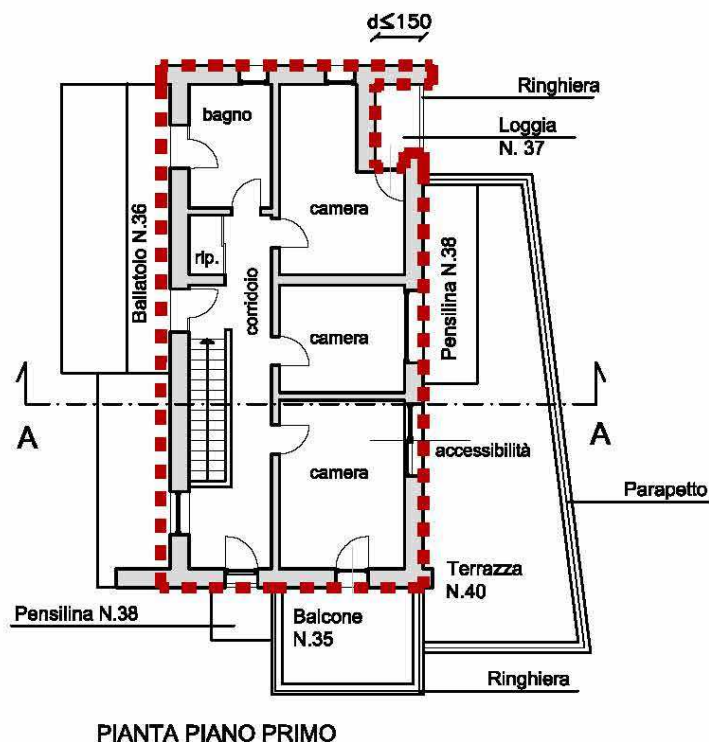 d≤150
Ringhiera
bagno
Loggia
N. 37
camera
Ballatoio N.36
rip.
corridoio
Pensilina N.38
camera
A
A
accessibilità
camera
Parapetto
Terrazza
N.40
Pensilina N.38
Balcone
N.35
Ringhiera
PIANTA PIANO PRIMO